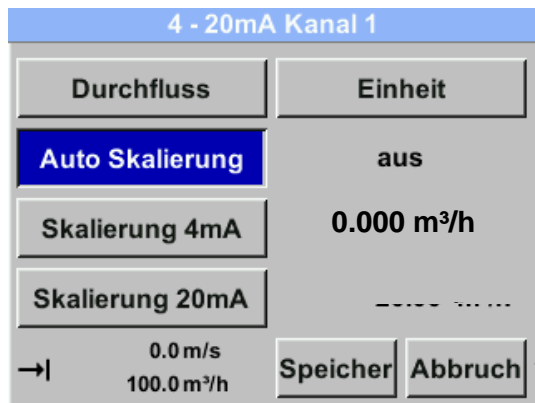 4 - 20mA Kanal 1
Durchfluss
Einheit
Auto Skalierung
aus
Skalierung 4mA
0.000 m³/h
Skalierung 20mA
0.0 m/s
100.0 m³/h
Speicher
Abbruch